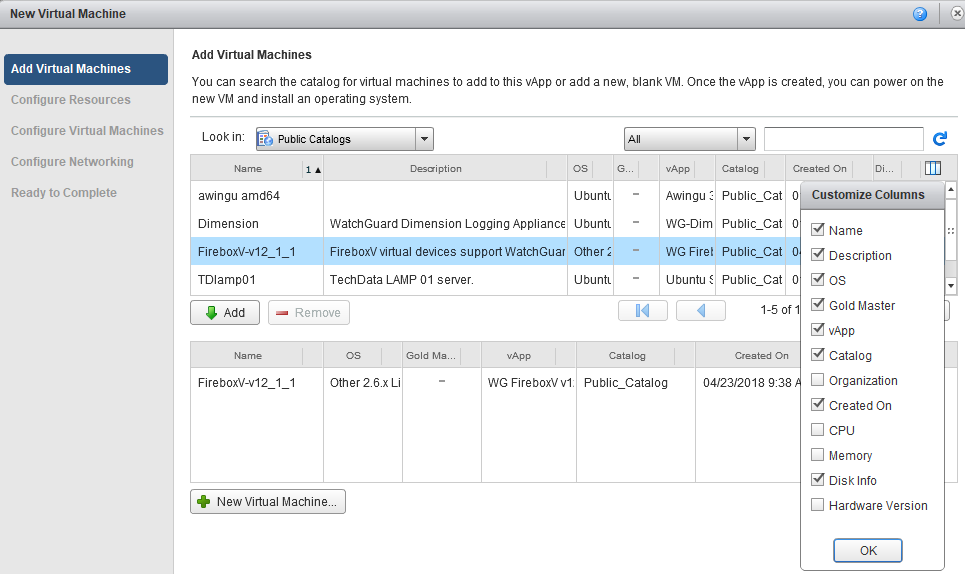 New Virtual Machine
Add Virtual Machines
Configure Resources
Configure Virtual Machines
Configure Networking
Ready to Complete
Add Virtual Machines
You can search the catalog for virtual machines to add to this vApp or add a new, blank VM. Once the vApp is created, you can power on the
new VM and install an operating system.
Look in: Public Catalogs All
Name 1 ▲ Description OS G... vApp Catalog Created On Di...
awingu amd64 Ubuntu – Awingu 3 Public_Cat 0
Dimension WatchGuard Dimension Logging Appliance Ubuntu – WG-Dim Public_Cat 0
FireboxV-v12_1_1 FireboxV virtual devices support WatchGuar Other 2 – WG Fireb Public_Cat 04
TDlamp01 TechData LAMP 01 server. Ubuntu – Ubuntu S Public_Cat 0
Add Remove 1-5 of 1
Name OS Gold Ma... vApp Catalog Created On
FireboxV-v12_1_1 Other 2.6.x Li – WG FireboxV v1 Public_Catalog 04/23/2018 9:38 A
New Virtual Machine...
Customize Columns
Name
Description
OS
Gold Master
vApp
Catalog
Organization
Created On
CPU
Memory
Disk Info
Hardware Version
OK